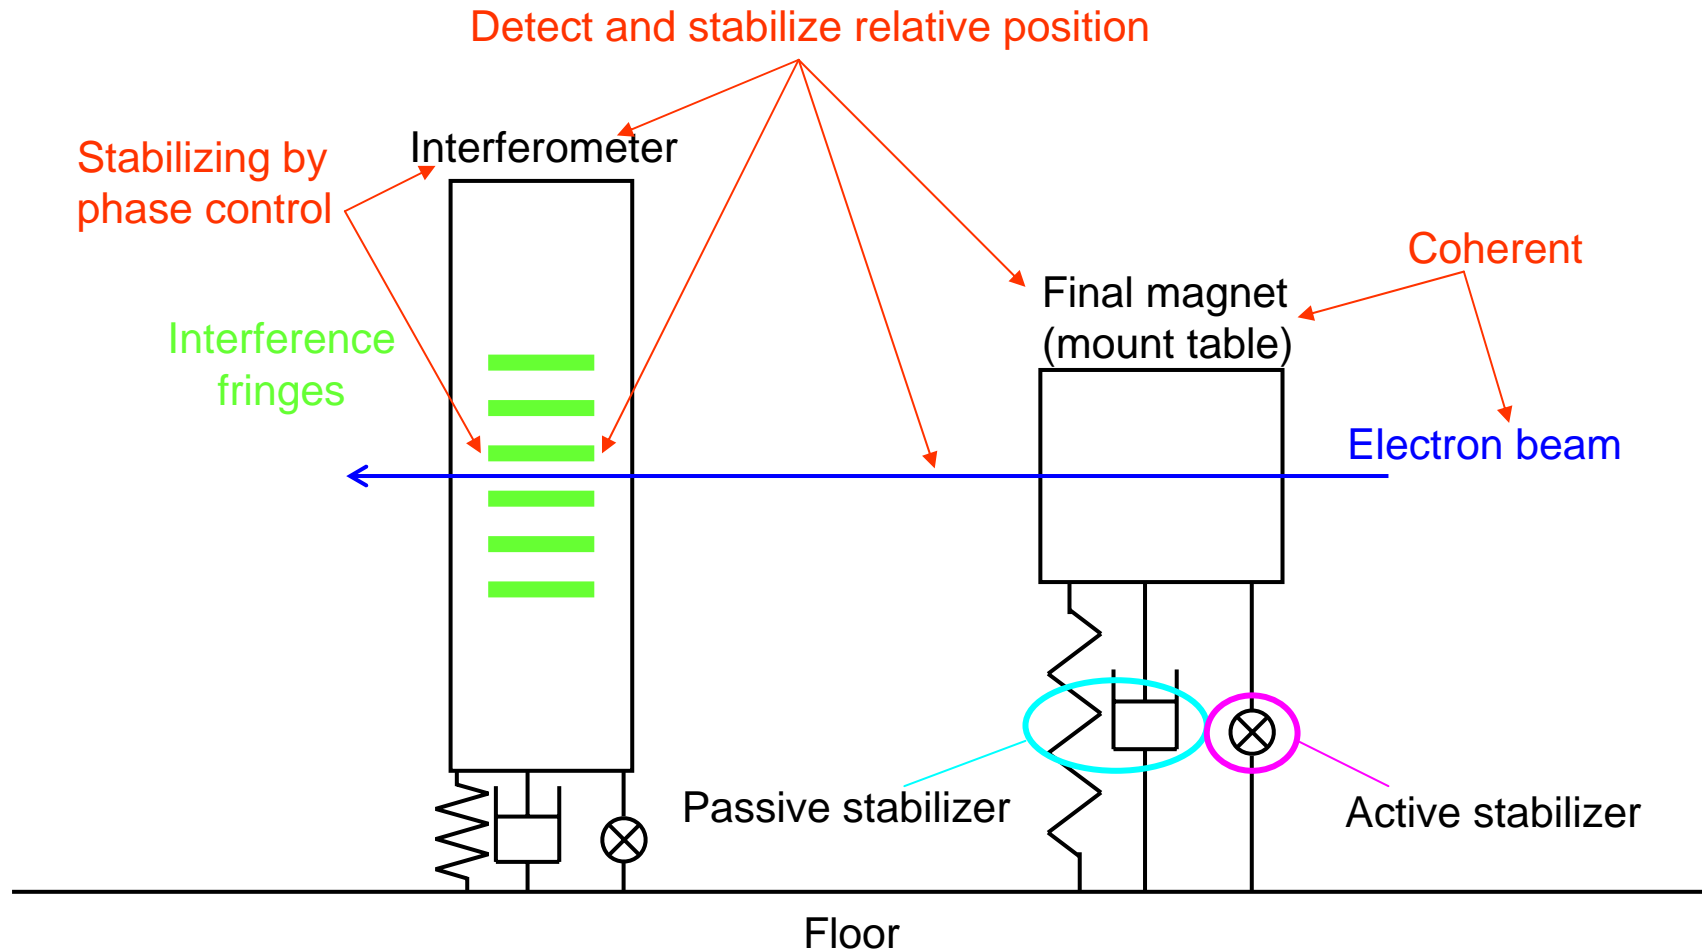 Detect and stabilize relative position
Interferometer
Stabilizing by
phase control
Coherent
Final magnet
(mount table)
Interference
fringes
Electron beam
Passive stabilizer
Active stabilizer
Floor